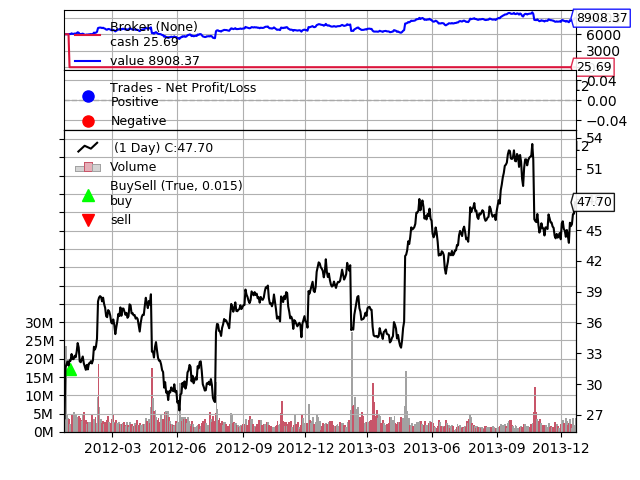 Broker (None)
cash 25.69
value 8908.37
8908.37
6000
3000
25.69
12
Trades - Net Profit/Loss
Positive
Negative
0.04
0.00
−0.04
12
(1 Day) C:47.70
Volume
BuySell (True, 0.015)
buy
sell
54
51
47.70
45
42
39
36
33
30
27
30M
25M
20M
15M
10M
5M
0M
2012-03
2012-06
2012-09
2012-12
2013-03
2013-06
2013-09
2013-12